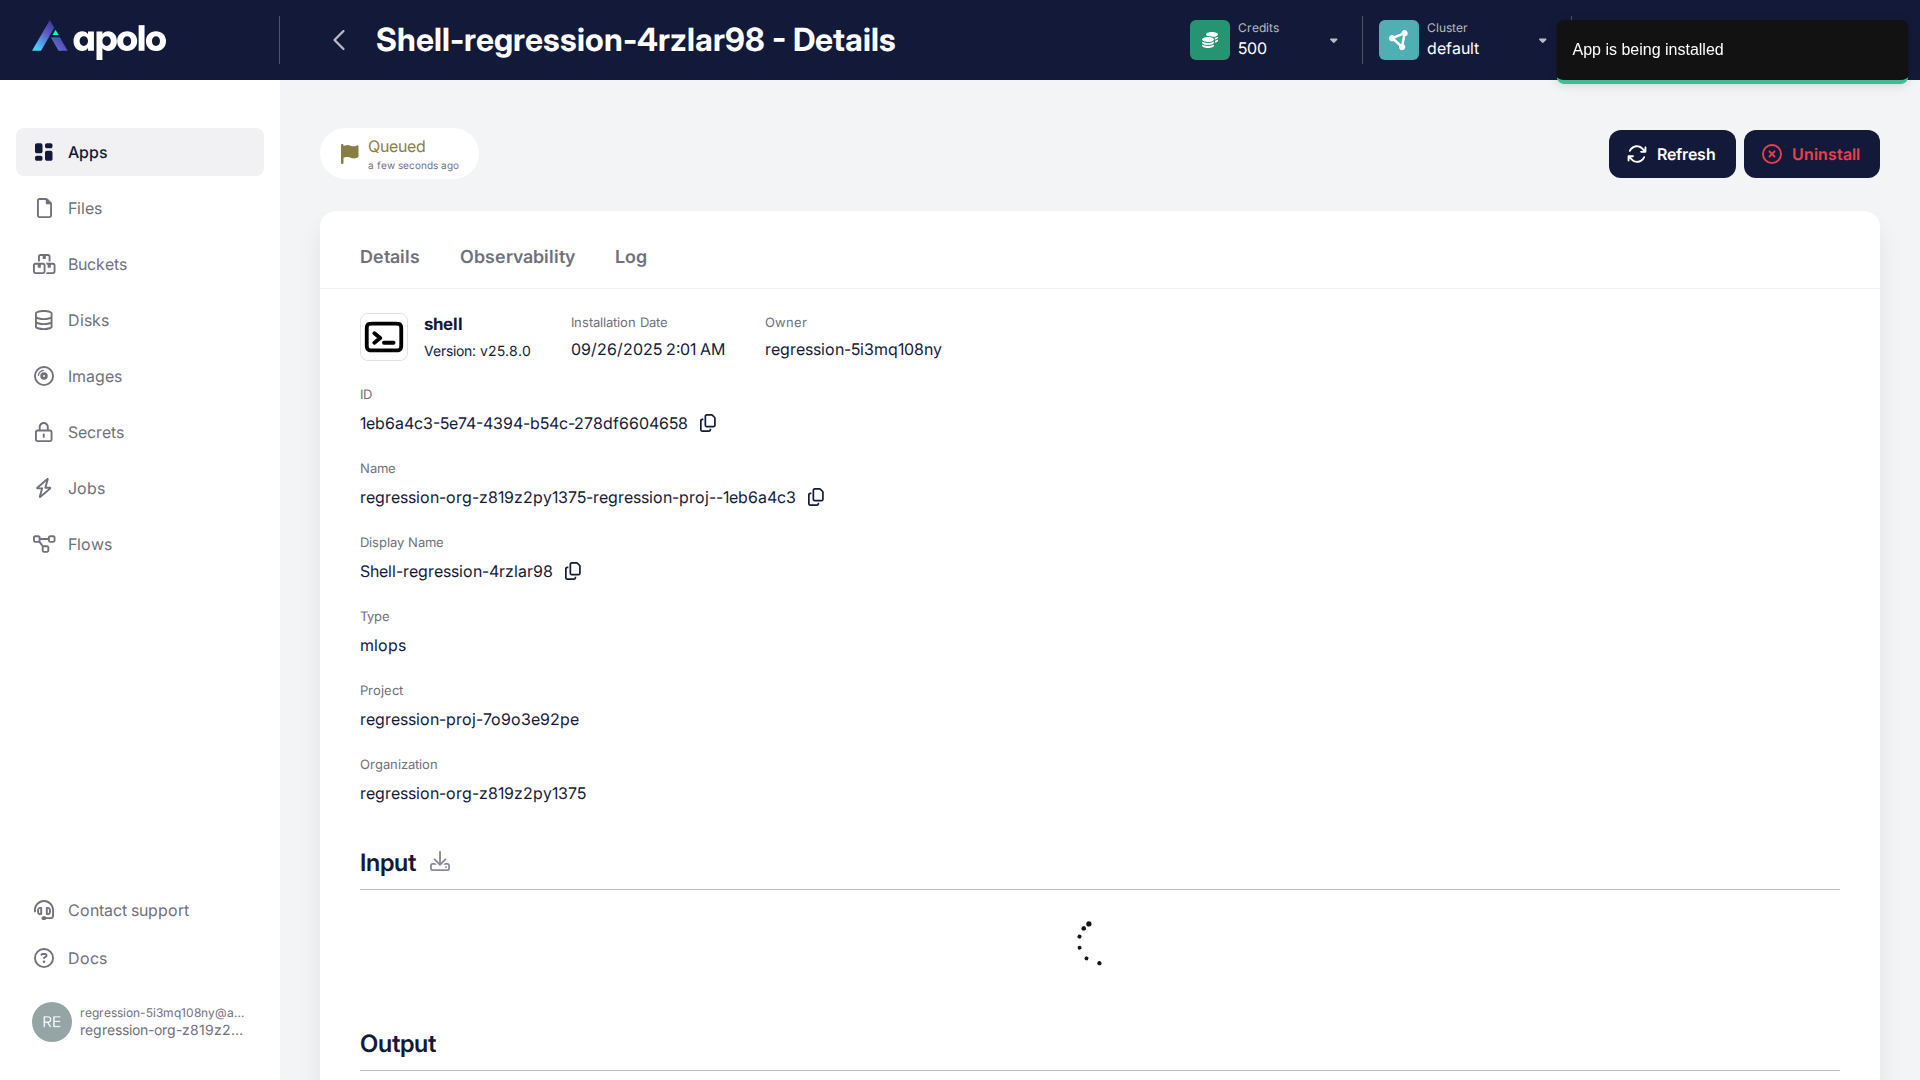 apolo
Shell-regression-4rzlar98 - Details
Credits
500
Cluster
default
App is being installed
Apps
Files
Buckets
Disks
Images
Secrets
Jobs
Flows
Contact support
Docs
RE
regression-5i3mq108ny@a...
regression-org-z819z2...
Queued
a few seconds ago
Refresh
Uninstall
Details
Observability
Log
shell
Version: v25.8.0
Installation Date
09/26/2025 2:01 AM
Owner
regression-5i3mq108ny
ID
1eb6a4c3-5e74-4394-b54c-278df6604658
Name
regression-org-z819z2py1375-regression-proj--1eb6a4c3
Display Name
Shell-regression-4rzlar98
Type
mlops
Project
regression-proj-7o9o3e92pe
Organization
regression-org-z819z2py1375
Input
Output